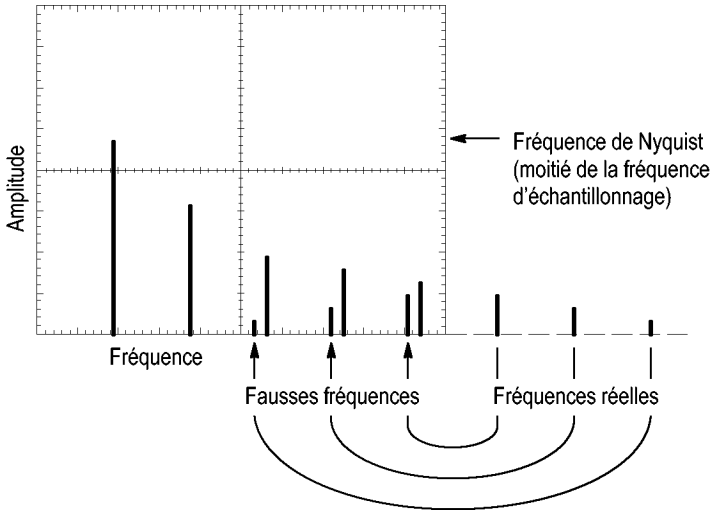 Amplitude
Fréquence de Nyquist
(moitié de la fréquence
d'échantillonnage)
Fréquence
Fausses fréquences
Fréquences réelles